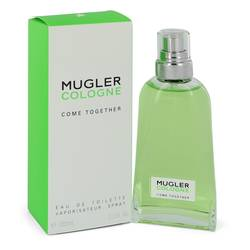 MUGLER
COLOGNE
COME TOGETHER
EAU DE TOILETTE
VAPORISATEUR SPRAY
MUGLER
COLOGNE
COME TOGETHER